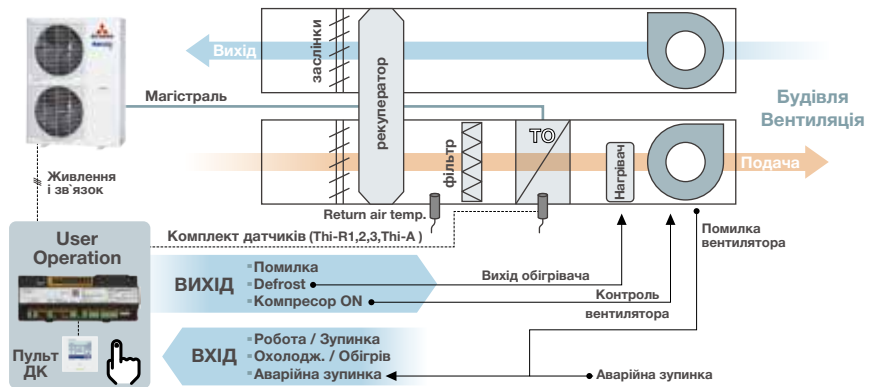 Вихід
заслінки
рекуператор
Магістраль
Будівля
Вентиляція
фільтр
ТО
Нагрівач
Подача
Живлення
і зв`язок
Return air temp.
Комплект датчиків (Thi-R1,2,3,Thi-A )
Помилка
вентилятора
User
Operation
ВИХІД
Помилка
Defrost
Компресор ON
Вихід обігрівача
Контроль
вентилятора
Пульт
ДК
ВХІД
Робота / Зупинка
Охолодж. / Обігрів
Аварійна зупинка
Аварійна зупинка